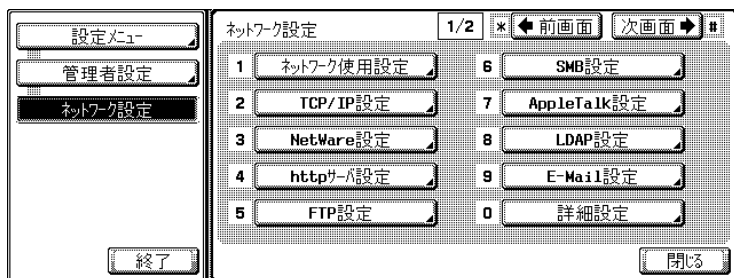 設定メニュー
管理者設定
ネットワーク設定
終了
ネットワーク設定 1/2 * 前画面 次画面 #
1 ネットワーク使用設定
2 TCP/IP設定
3 NetWare設定
4 httpサーバ設定
5 FTP設定
6 SMB設定
7 AppleTalk設定
8 LDAP設定
9 E-Mail設定
0 詳細設定
閉じる